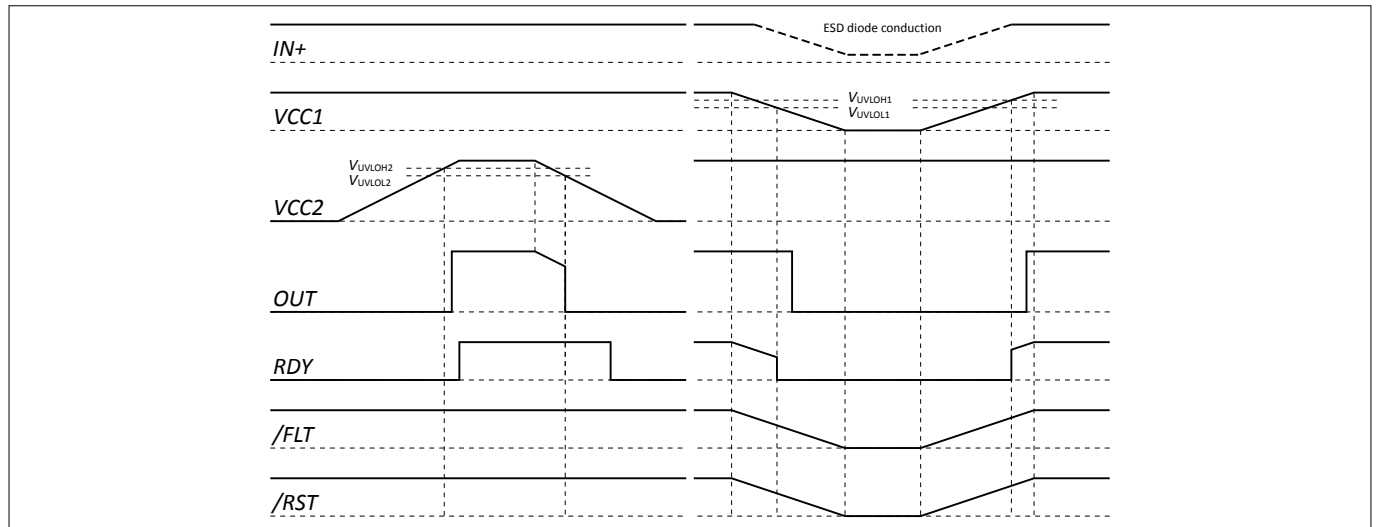 ESD diode conduction
IN+
VUVLOH1
VUVLOL1
VCC1
VUVLOH2
VUVLOL2
VCC2
OUT
RDY
/FLT
/RST